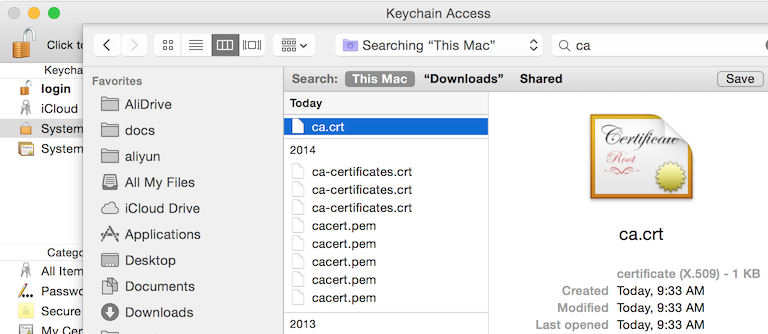 Keychain Access
Click to
Searching “This Mac”
ca
Keycha
login
iCloud
System
System
Catego
All Item
Passwo
Secure
My Cer
Favorites
AliDrive
docs
aliyun
All My Files
iCloud Drive
Applications
Desktop
Documents
Downloads
Search: This Mac “Downloads” Shared Save
Today
ca.crt
2014
ca-certificates.crt
ca-certificates.crt
ca-certificates.crt
cacert.pem
cacert.pem
cacert.pem
cacert.pem
cacert.pem
2013
Certificate
Root
ca.crt
certificate (X.509) - 1 KB
Created Today, 9:33 AM
Modified Today, 9:33 AM
Last opened Today, 9:33 AM